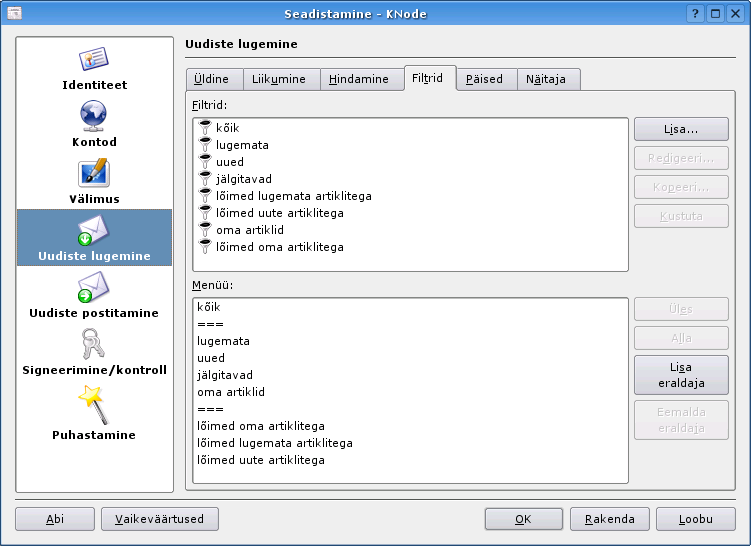 Seadistamine - KNode
Identiteet
Kontod
Välimus
Uudiste lugemine
Uudiste postitamine
Signeerimine/kontroll
Puhastamine
Uudiste lugemine
Üldine
Liikumine
Hindamine
Filtrid
Päised
Näitaja
Filtrid:
kõik
lugemata
uued
jälgitavad
lõimed lugemata artiklitega
lõimed uute artiklitega
oma artiklid
lõimed oma artiklitega
Lisa...
Redigeeri...
Kopeeri...
Kustuta
Menüü:
kõik
===
lugemata
uued
jälgitavad
oma artiklid
===
lõimed oma artiklitega
lõimed lugemata artiklitega
lõimed uute artiklitega
Üles
Alla
Lisa
eraldaja
Eemalda
eraldaja
Abi
Vaikeväärtused
OK
Rakenda
Loobu